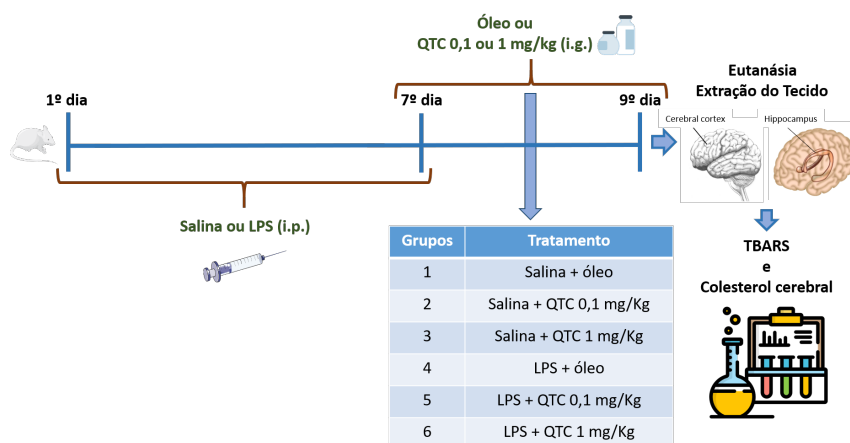 Óleo ou
QTC 0,1 ou 1 mg/kg (i.g.)
Eutanásia
Extração do Tecido
1º dia
7º dia
9º dia
Cerebral cortex
Hippocampus
Salina ou LPS (i.p.)
Grupos Tratamento
1 Salina + óleo
2 Salina + QTC 0,1 mg/Kg
3 Salina + QTC 1 mg/Kg
4 LPS + óleo
5 LPS + QTC 0,1 mg/Kg
6 LPS + QTC 1 mg/Kg
TBARS
e
Colesterol cerebral